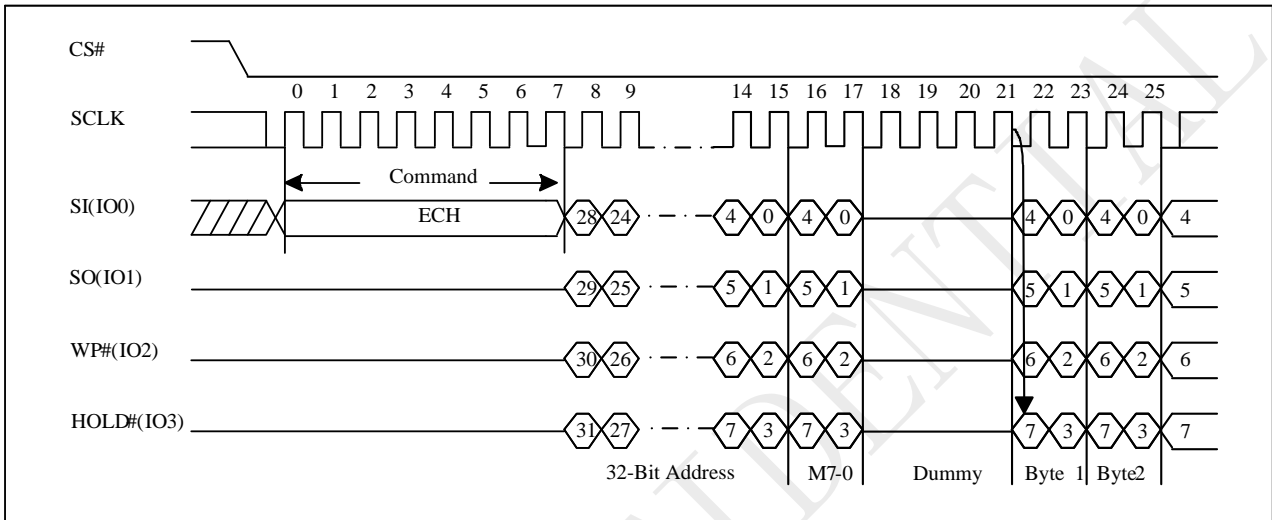 CS#
0 1 2 3 4 5 6 7 8 9 14 15 16 17 18 19 20 21 22 23 24 25
SCLK
Command
SI(IO0) ECH 28 24 4 0 4 0 4 0 4 0 4
SO(IO1) 29 25 5 1 5 1 5 1 5 1 5
WP#(IO2) 30 26 6 2 6 2 6 2 6 2 6
HOLD#(IO3) 31 27 7 3 7 3 7 3 7 3 7
32-Bit Address M7-0 Dummy Byte 1 Byte2
IDENTIAL